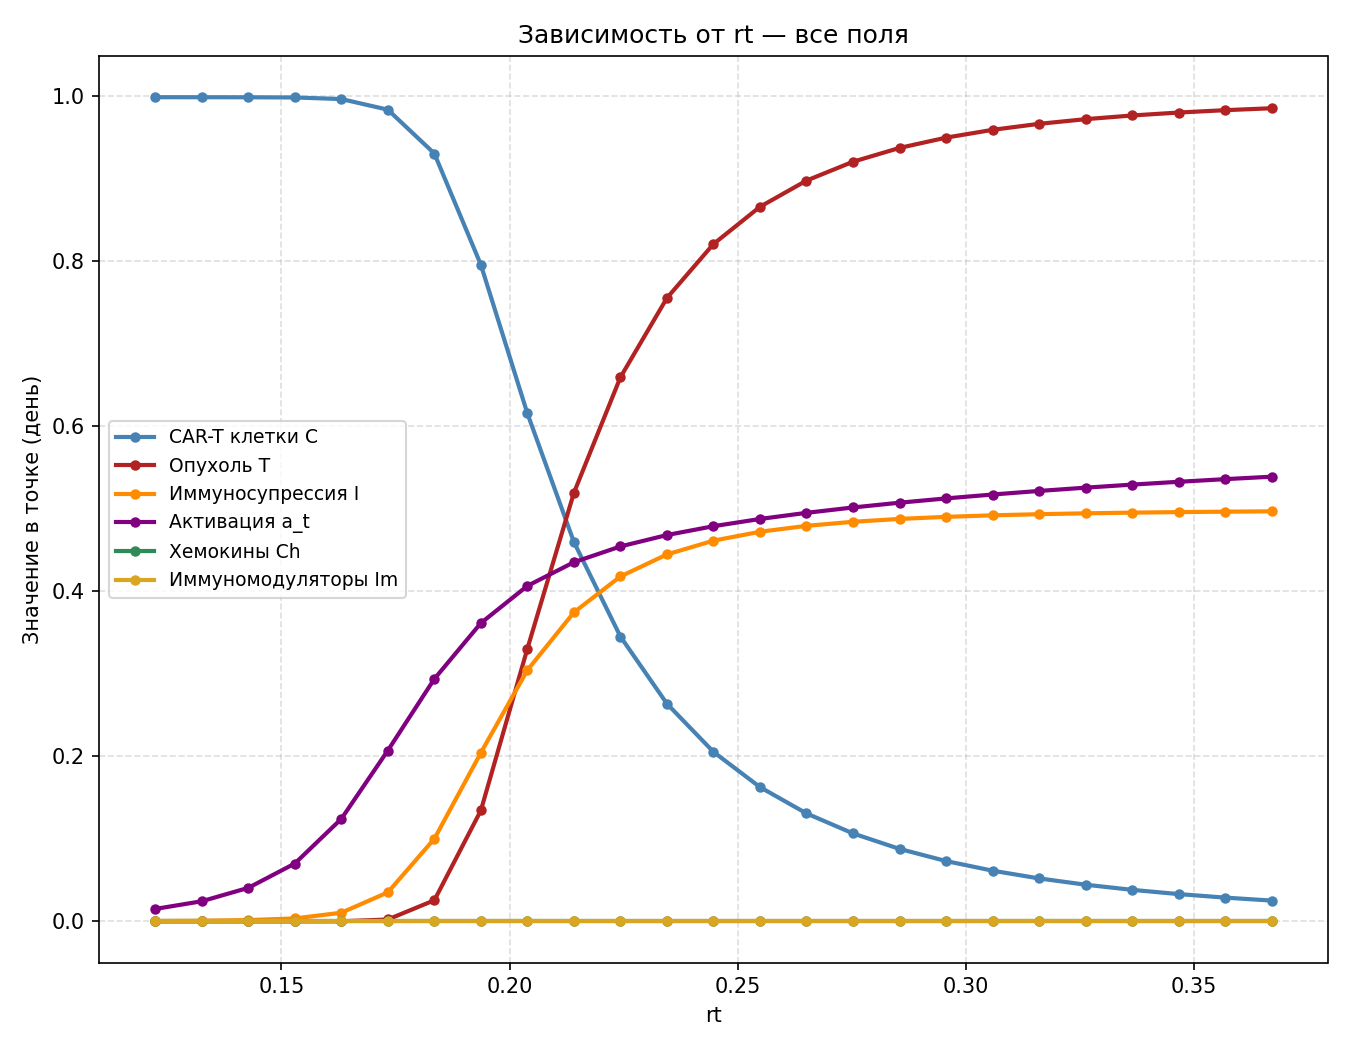 Зависимость от rt — все поля
Значение в точке (день)
1.0
0.8
0.6
0.4
0.2
0.0
CAR-T клетки C
Опухоль T
Иммуносупрессия I
Активация a_t
Хемокины Ch
Иммуномодуляторы Im
0.15
0.20
0.25
0.30
0.35
rt